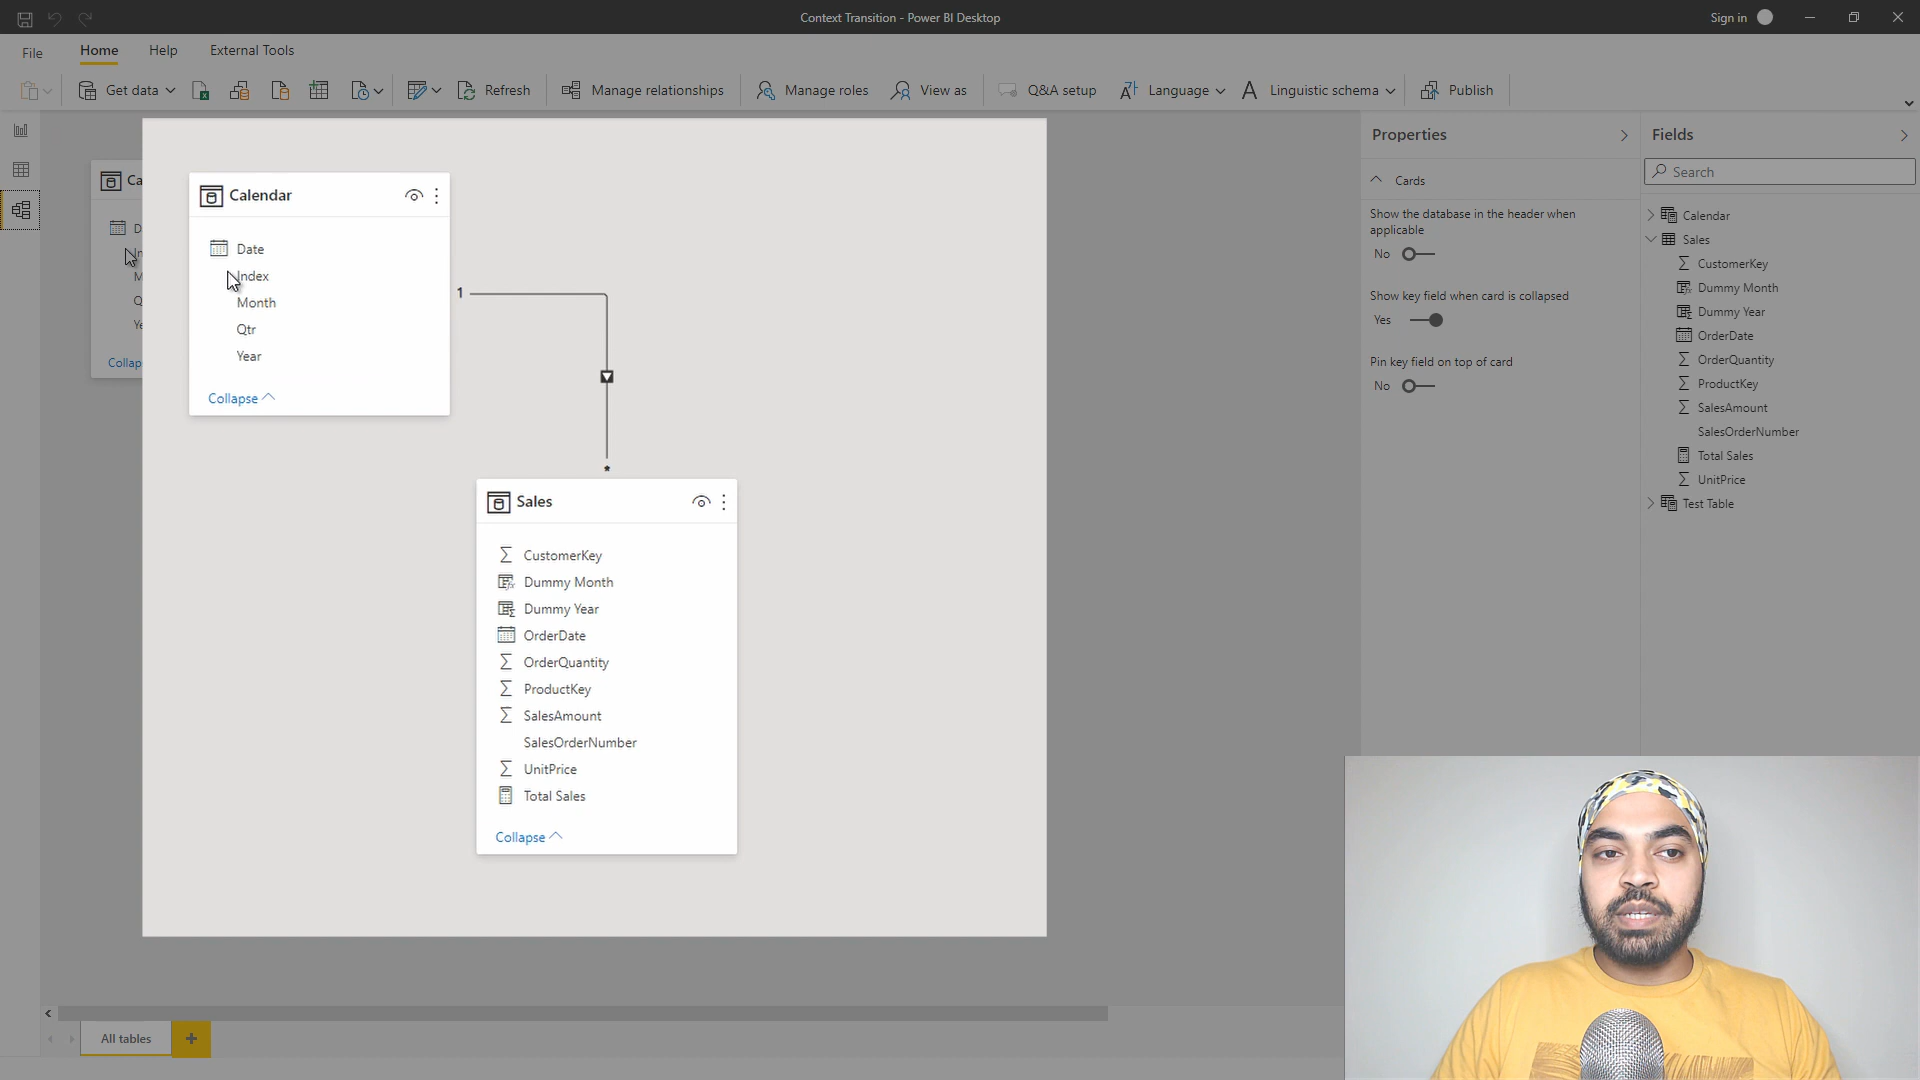 Context Transition - Power BI Desktop
Sign in
File
Home
Help
External Tools
Get data
Refresh
Manage relationships
Manage roles
View as
Q&A setup
Language
Linguistic schema
Publish
Ca
D
In
M
Q
Ye
Collap
Calendar
Date
Index
Month
Qtr
Year
Collapse
1
*
Sales
CustomerKey
Dummy Month
Dummy Year
OrderDate
OrderQuantity
ProductKey
SalesAmount
SalesOrderNumber
UnitPrice
Total Sales
Collapse
Properties
Cards
Show the database in the header when
applicable
No
Show key field when card is collapsed
Yes
Pin key field on top of card
No
Fields
Search
Calendar
Sales
CustomerKey
Dummy Month
Dummy Year
OrderDate
OrderQuantity
ProductKey
SalesAmount
SalesOrderNumber
Total Sales
UnitPrice
Test Table
All tables